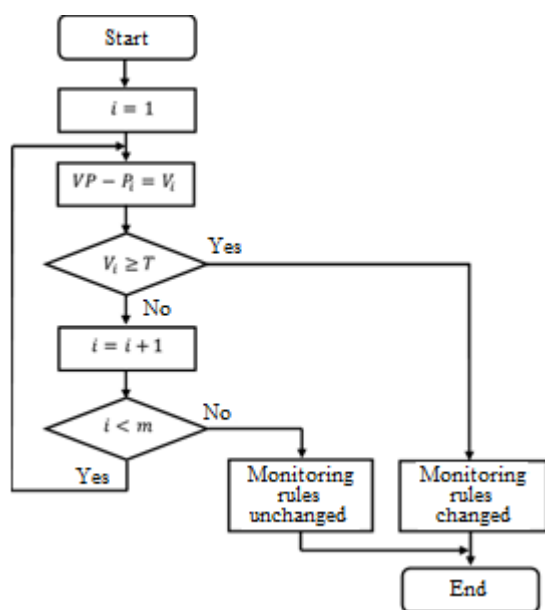 Start
i = 1
VP − P_i = V_i
V_i ≥ T
Yes
No
i = i + 1
i < m
No
Yes
Monitoring
rules
unchanged
Monitoring
rules
changed
End